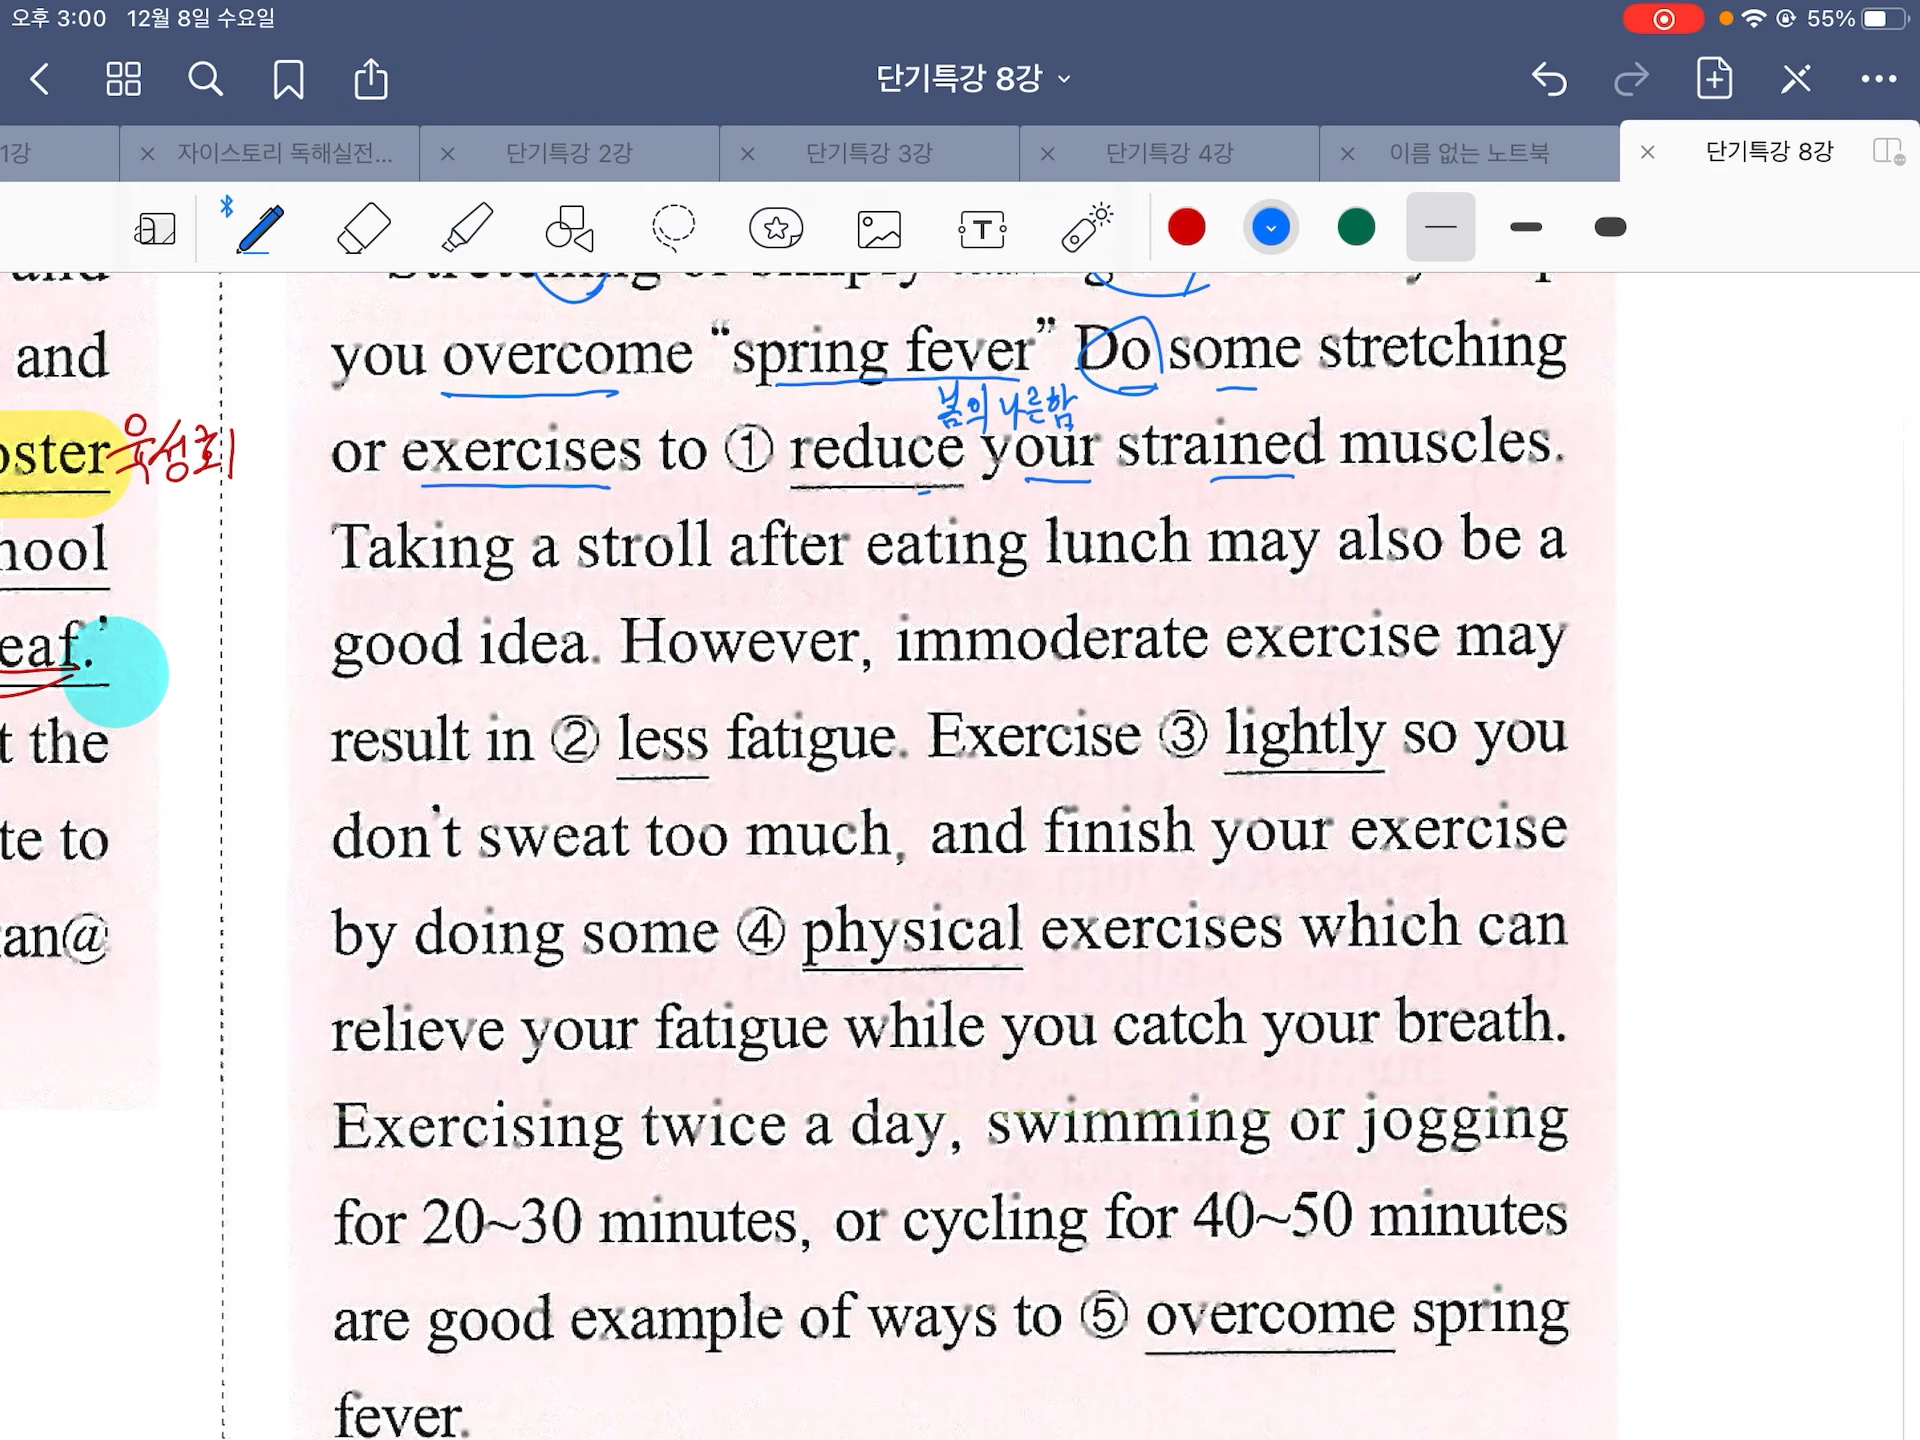 오후 3:00 12월 8일 수요일
55%
단기특강 8강
1강
자이스토리 독해실전...
단기특강 2강
단기특강 3강
단기특강 4강
이름 없는 노트북
단기특강 8강
and
oster 육성회
hool
eaf.'
t the
te to
an@
you overcome “spring fever” Do some stretching
봄의 나른함
or exercises to ① reduce your strained muscles.
Taking a stroll after eating lunch may also be a
good idea. However, immoderate exercise may
result in ② less fatigue. Exercise ③ lightly so you
don't sweat too much, and finish your exercise
by doing some ④ physical exercises which can
relieve your fatigue while you catch your breath.
Exercising twice a day, swimming or jogging
for 20~30 minutes, or cycling for 40~50 minutes
are good example of ways to ⑤ overcome spring
fever.